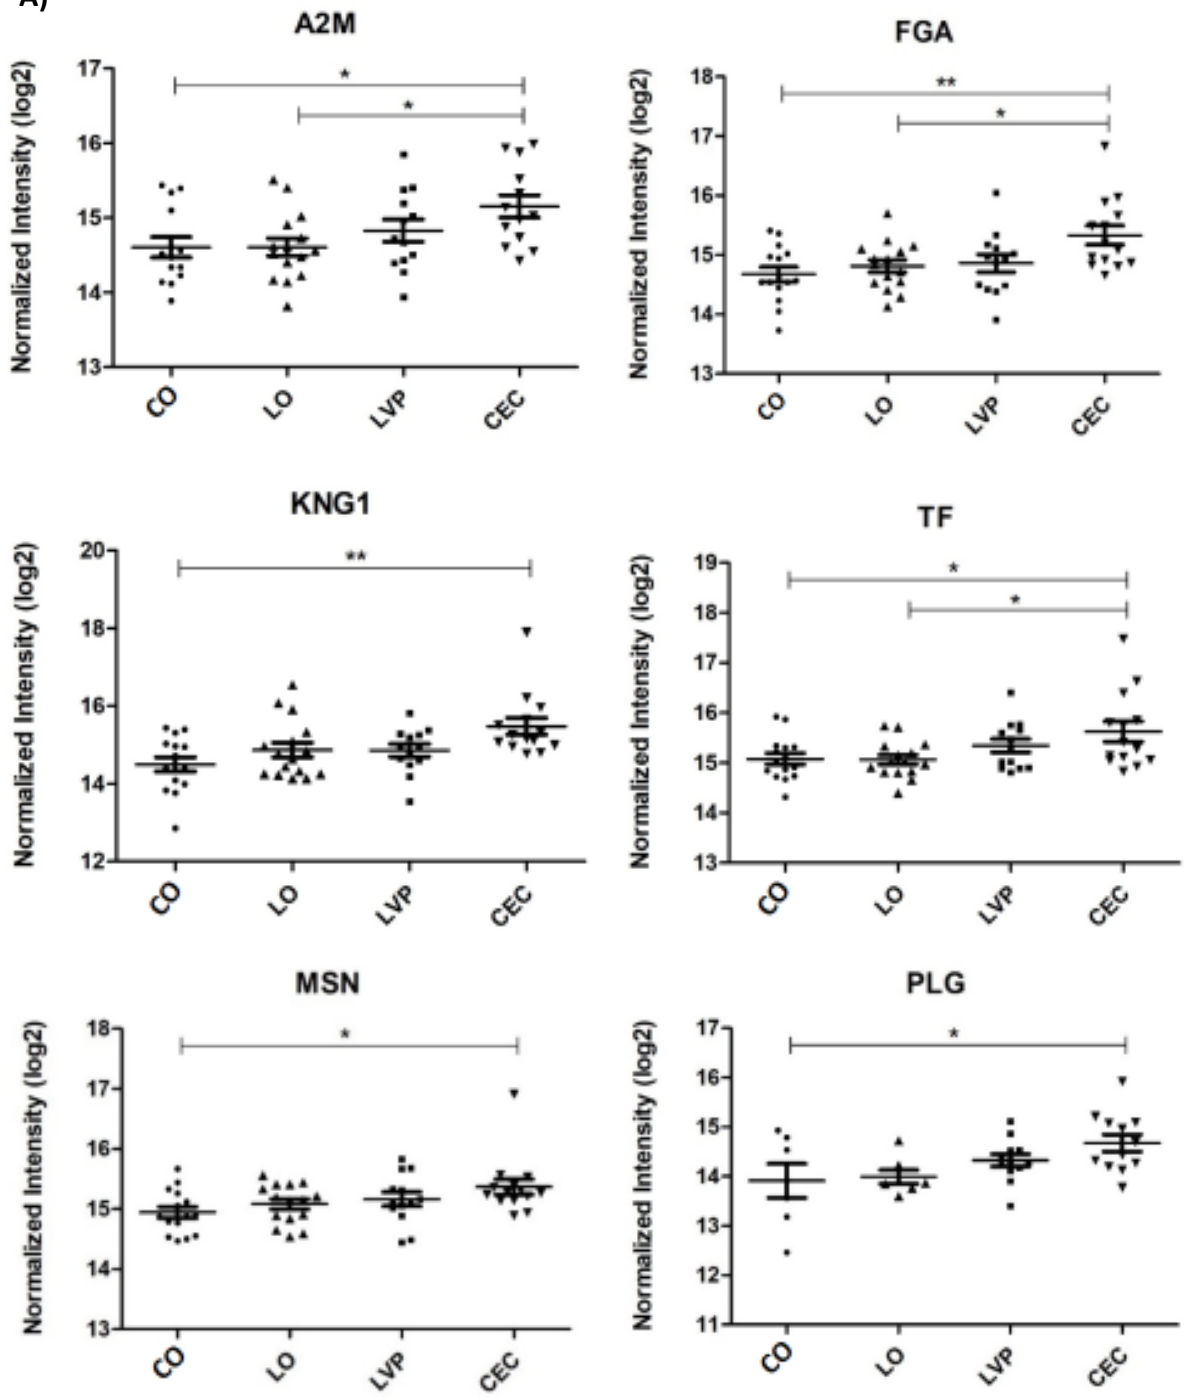 A)
A2M
Normalized Intensity (log2)
17
16
15
14
13
*
*
CO
LO
LVP
CEC
FGA
Normalized Intensity (log2)
18
17
16
15
14
13
**
*
CO
LO
LVP
CEC
KNG1
Normalized Intensity (log2)
20
18
16
14
12
**
CO
LO
LVP
CEC
TF
Normalized Intensity (log2)
19
18
17
16
15
14
13
*
*
CO
LO
LVP
CEC
MSN
Normalized Intensity (log2)
18
17
16
15
14
13
*
CO
LO
LVP
CEC
PLG
Normalized Intensity (log2)
17
16
15
14
13
12
11
*
CO
LO
LVP
CEC